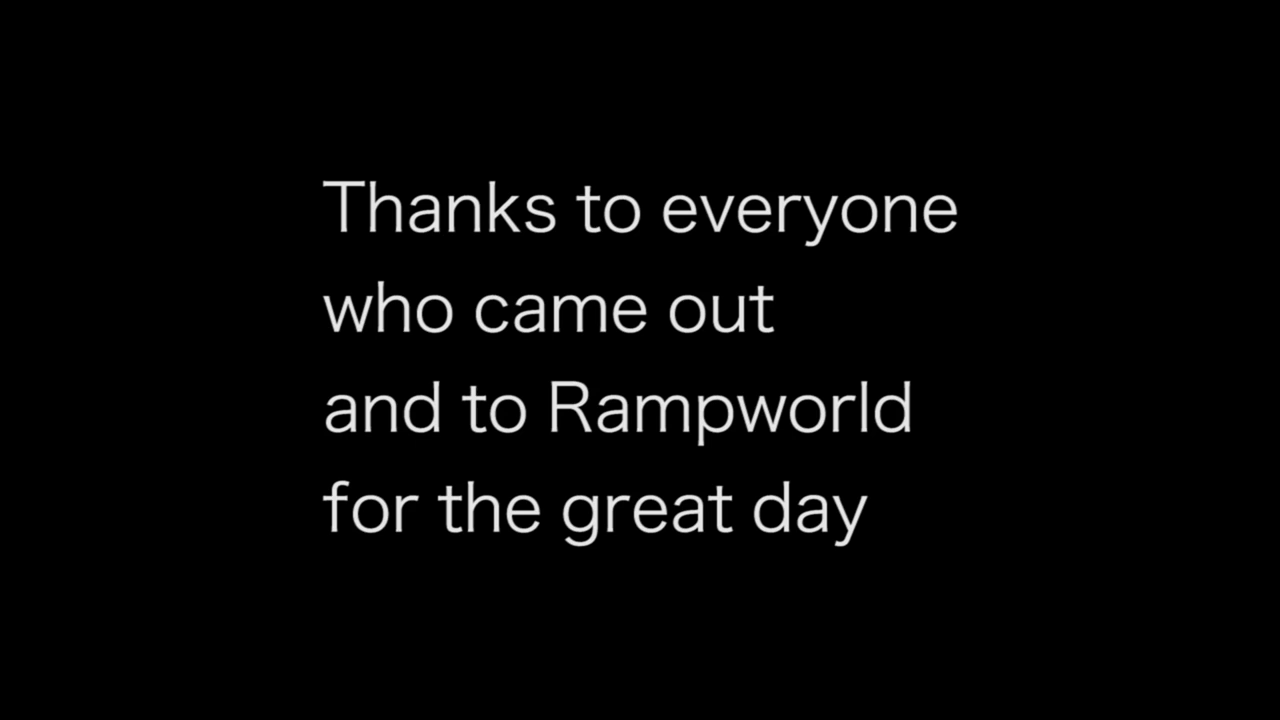 Thanks to everyone
who came out
and to Rampworld
for the great day